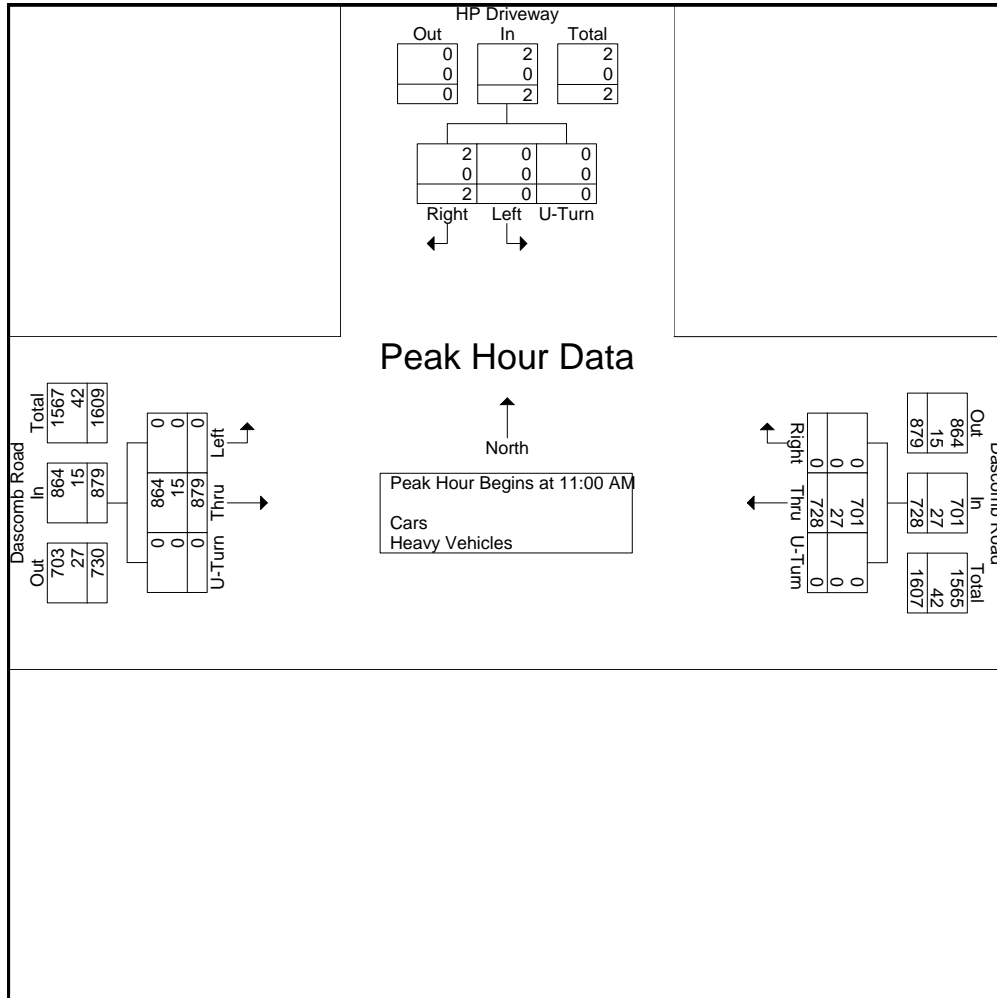 HP Driveway
Out In Total
0 2 2
0 0 0
0 2 2
2 0 0
0 0 0
2 0 0
Right Left U-Turn
Peak Hour Data
North
Peak Hour Begins at 11:00 AM
Cars
Heavy Vehicles
Dascomb Road
Out In Total
703 864 1567
27 15 42
730 879 1609
U-Turn Thru Left
0 864 0
0 15 0
0 879 0
Dascomb Road
Out In Total
864 701 1565
15 27 42
879 728 1607
0 701 0
0 27 0
0 728 0
Right Thru U-Turn